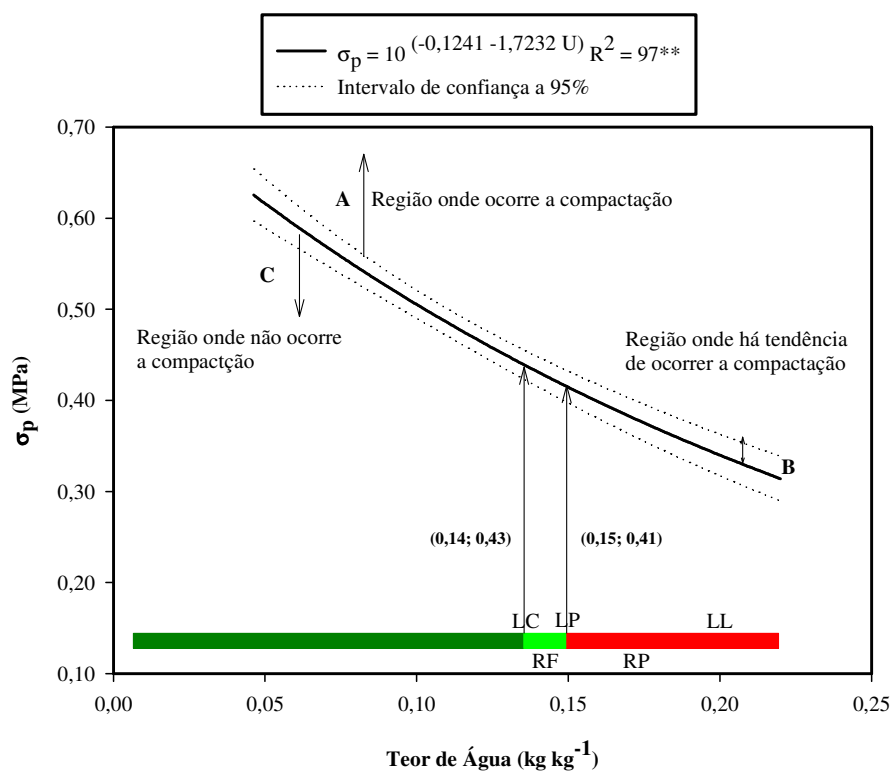 σp = 10 (-0,1241 -1,7232 U) R2 = 97**
Intervalo de confiança a 95%
0,70
0,60
0,50
0,40
0,30
0,20
0,10
σp (MPa)
A
Região onde ocorre a compactação
C
Região onde não ocorre
a compactção
Região onde há tendência
de ocorrer a compactação
B
(0,14; 0,43)
(0,15; 0,41)
LC
LP
LL
RF
RP
0,00
0,05
0,10
0,15
0,20
0,25
Teor de Água (kg kg-1)